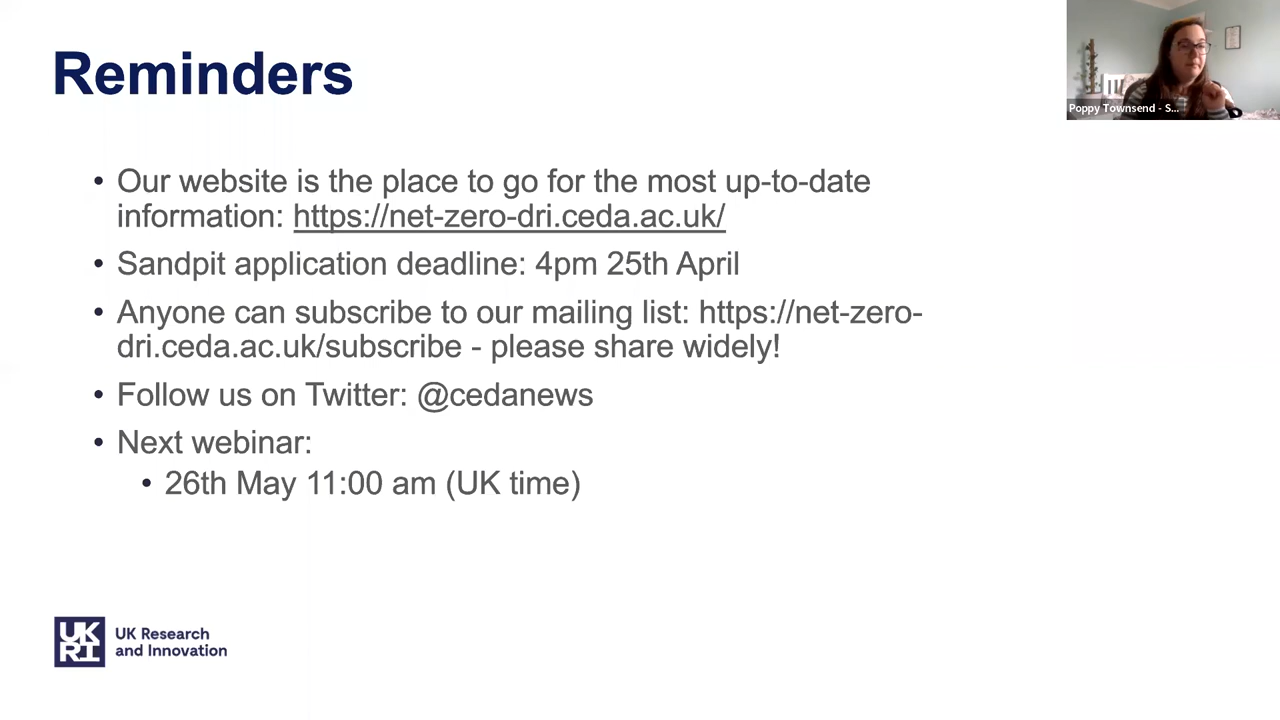 Reminders
Poppy Townsend - S...
• Our website is the place to go for the most up-to-date
information: https://net-zero-dri.ceda.ac.uk/
• Sandpit application deadline: 4pm 25th April
• Anyone can subscribe to our mailing list: https://net-zero-
dri.ceda.ac.uk/subscribe - please share widely!
• Follow us on Twitter: @cedanews
• Next webinar:
• 26th May 11:00 am (UK time)
UK
RI
UK Research
and Innovation